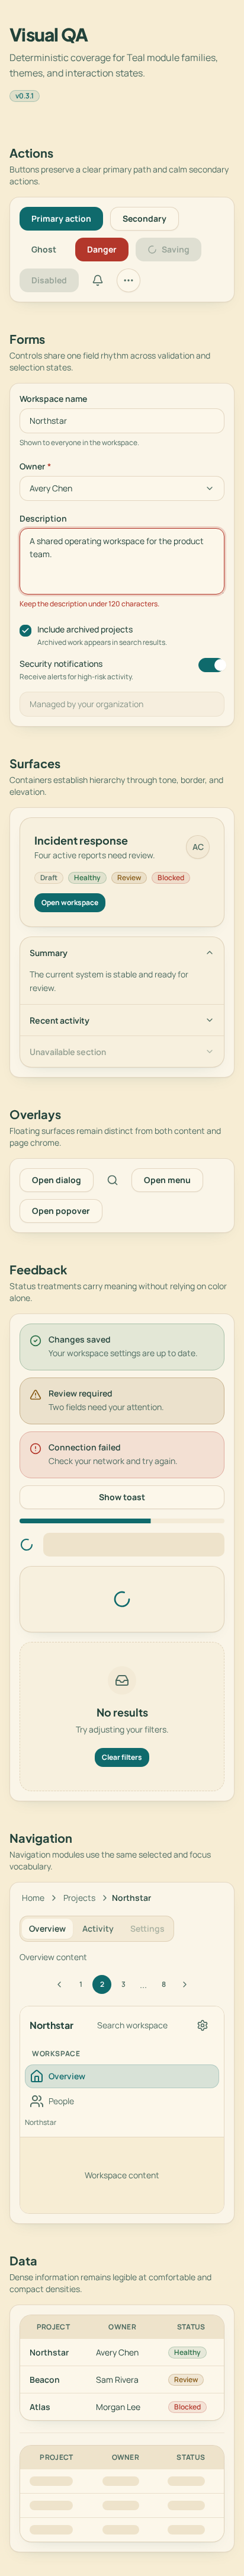 Visual QA
Deterministic coverage for Teal module families,
themes, and interaction states.
v0.3.1
Actions
Buttons preserve a clear primary path and calm secondary
actions.
Primary action
Secondary
Ghost
Danger
Saving
Disabled
Forms
Controls share one field rhythm across validation and
selection states.
Workspace name
Northstar
Shown to everyone in the workspace.
Owner *
Avery Chen
Description
A shared operating workspace for the product
team.
Keep the description under 120 characters.
Include archived projects
Archived work appears in search results.
Security notifications
Receive alerts for high-risk activity.
Managed by your organization
Surfaces
Containers establish hierarchy through tone, border, and
elevation.
Incident response
Four active reports need review.
AC
Draft
Healthy
Review
Blocked
Open workspace
Summary
The current system is stable and ready for
review.
Recent activity
Unavailable section
Overlays
Floating surfaces remain distinct from both content and
page chrome.
Open dialog
Open menu
Open popover
Feedback
Status treatments carry meaning without relying on color
alone.
Changes saved
Your workspace settings are up to date.
Review required
Two fields need your attention.
Connection failed
Check your network and try again.
Show toast
No results
Try adjusting your filters.
Clear filters
Navigation
Navigation modules use the same selected and focus
vocabulary.
Home > Projects > Northstar
Overview
Activity
Settings
Overview content
1
2
3
...
8
Northstar
Search workspace
WORKSPACE
Overview
People
Northstar
Workspace content
Data
Dense information remains legible at comfortable and
compact densities.
PROJECT OWNER STATUS
Northstar Avery Chen Healthy
Beacon Sam Rivera Review
Atlas Morgan Lee Blocked
PROJECT OWNER STATUS